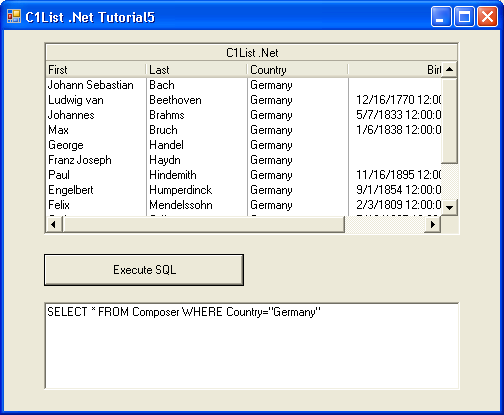 C1List .Net Tutorial5
C1List .Net
First Last Country Birt
Johann Sebastian Bach Germany
Ludwig van Beethoven Germany 12/16/1770 12:00:0
Johannes Brahms Germany 5/7/1833 12:00:0
Max Bruch Germany 1/6/1838 12:00:0
George Handel Germany
Franz Joseph Haydn Germany
Paul Hindemith Germany 11/16/1895 12:00:0
Engelbert Humperdinck Germany 9/1/1854 12:00:0
Felix Mendelssohn Germany 2/3/1809 12:00:0
Execute SQL
SELECT * FROM Composer WHERE Country="Germany"